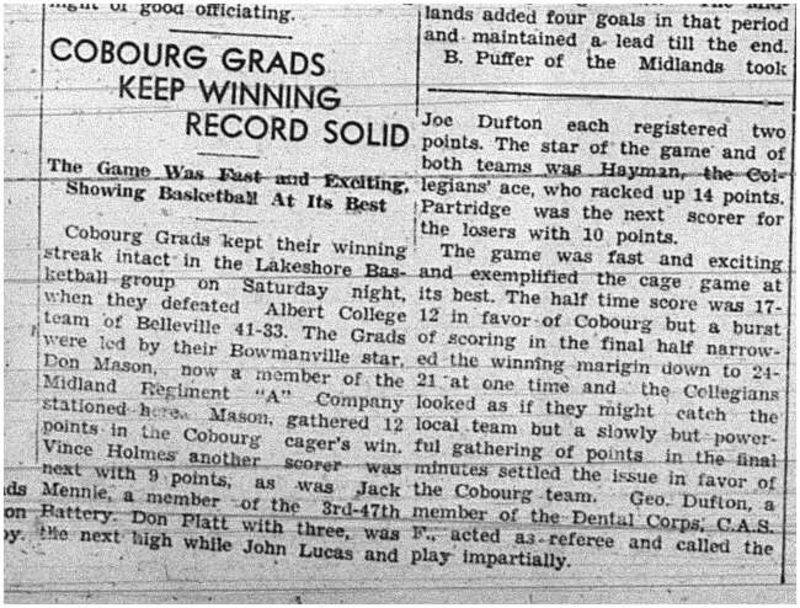 of good officiating.
COBOURG GRADS
KEEP WINNING
RECORD SOLID
The Game Was Fast and Exciting,
Showing Basketball At Its Best
Cobourg Grads kept their winning
streak intact in the Lakeshore Bas-
ketball group on Saturday night,
when they defeated Albert College
team of Belleville 41-33. The Grads
were led by their Bowmanville star,
Don Mason, now a member of the
Midland Regiment "A" Company
stationed here. Mason, gathered 12
points in the Cobourg cager's win.
Vince Holmes another scorer was
next with 9 points, as was Jack
Mennie, a member of the 3rd-47th
Battery. Don Platt with three, was
the next high while John Lucas and
lands added four goals in that period
and maintained a lead till the end.
B. Puffer of the Midlands took
Joe Dufton each registered two
points. The star of the game and of
both teams was Hayman, the Col-
legians' ace, who racked up 14 points.
Partridge was the next scorer for
the losers with 10 points.
The game was fast and exciting
and exemplified the cage game at
its best. The half time score was 17-
12 in favor of Cobourg but a burst
of scoring in the final half narrow-
ed the winning marigin down to 24-
21 at one time and the Collegians
looked as if they might catch the
local team but a slowly but power-
ful gathering of points in the final
minutes settled the issue in favor of
the Cobourg team. Geo. Dufton, a
member of the Dental Corps, C.A.S.
F., acted as referee and called the
play impartially.